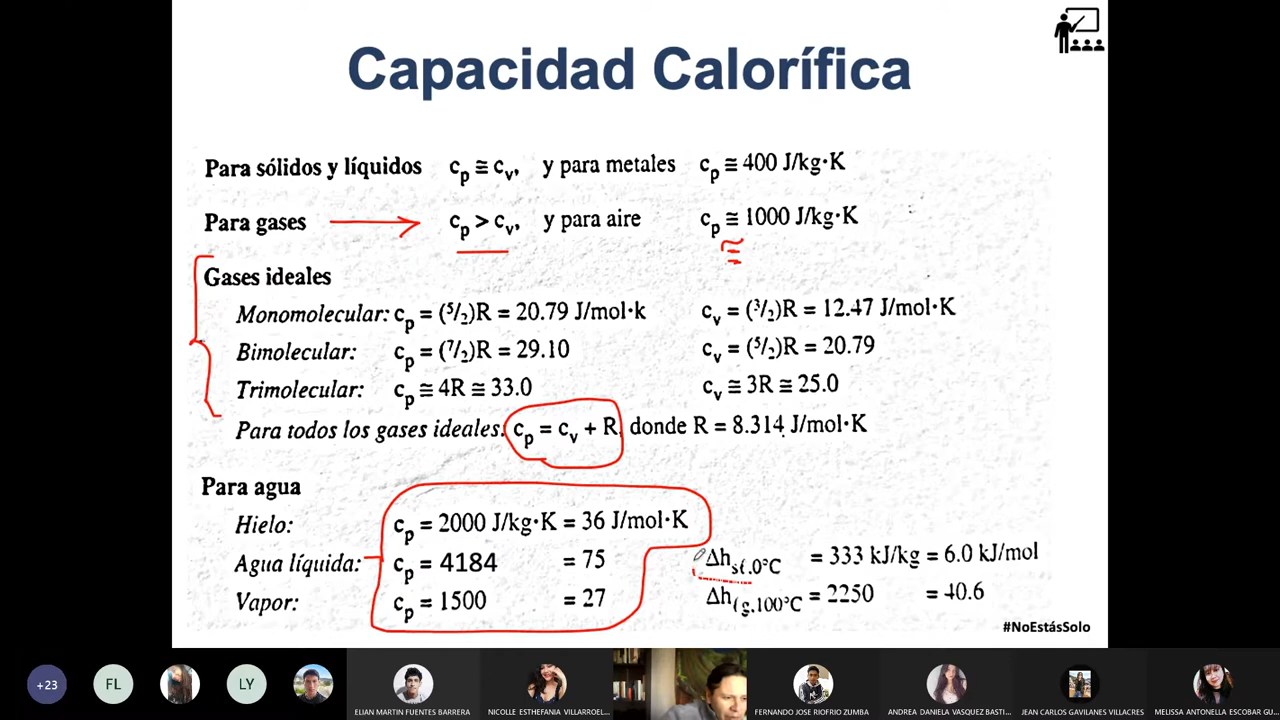 Capacidad Calorífica
Para sólidos y líquidos c_p ≅ c_v, y para metales c_p ≅ 400 J/kg·K
Para gases → c_p > c_v, y para aire c_p ≅ 1000 J/kg·K
≅
Gases ideales
Monomolecular: c_p = (5/2)R = 20.79 J/mol·k c_v = (3/2)R = 12.47 J/mol·K
Bimolecular: c_p = (7/2)R = 29.10 c_v = (5/2)R = 20.79
Trimolecular: c_p ≅ 4R ≅ 33.0 c_v ≅ 3R ≅ 25.0
Para todos los gases ideales: c_p = c_v + R, donde R = 8.314 J/mol·K
Para agua
Hielo: c_p = 2000 J/kg·K = 36 J/mol·K
Agua líquida: c_p = 4184 = 75 Δh_sℓ.0°C = 333 kJ/kg = 6.0 kJ/mol
Vapor: c_p = 1500 = 27 Δh_ℓg.100°C = 2250 = 40.6
#NoEstásSolo
+23 FL LY
ELIAN MARTIN FUENTES BARRERA NICOLLE ESTHEFANIA VILLARROEL... FERNANDO JOSE RIOFRIO ZUMBA ANDREA DANIELA VASQUEZ BASTI... JEAN CARLOS GAVILANES VILLACRES MELISSA ANTONELLA ESCOBAR GU...